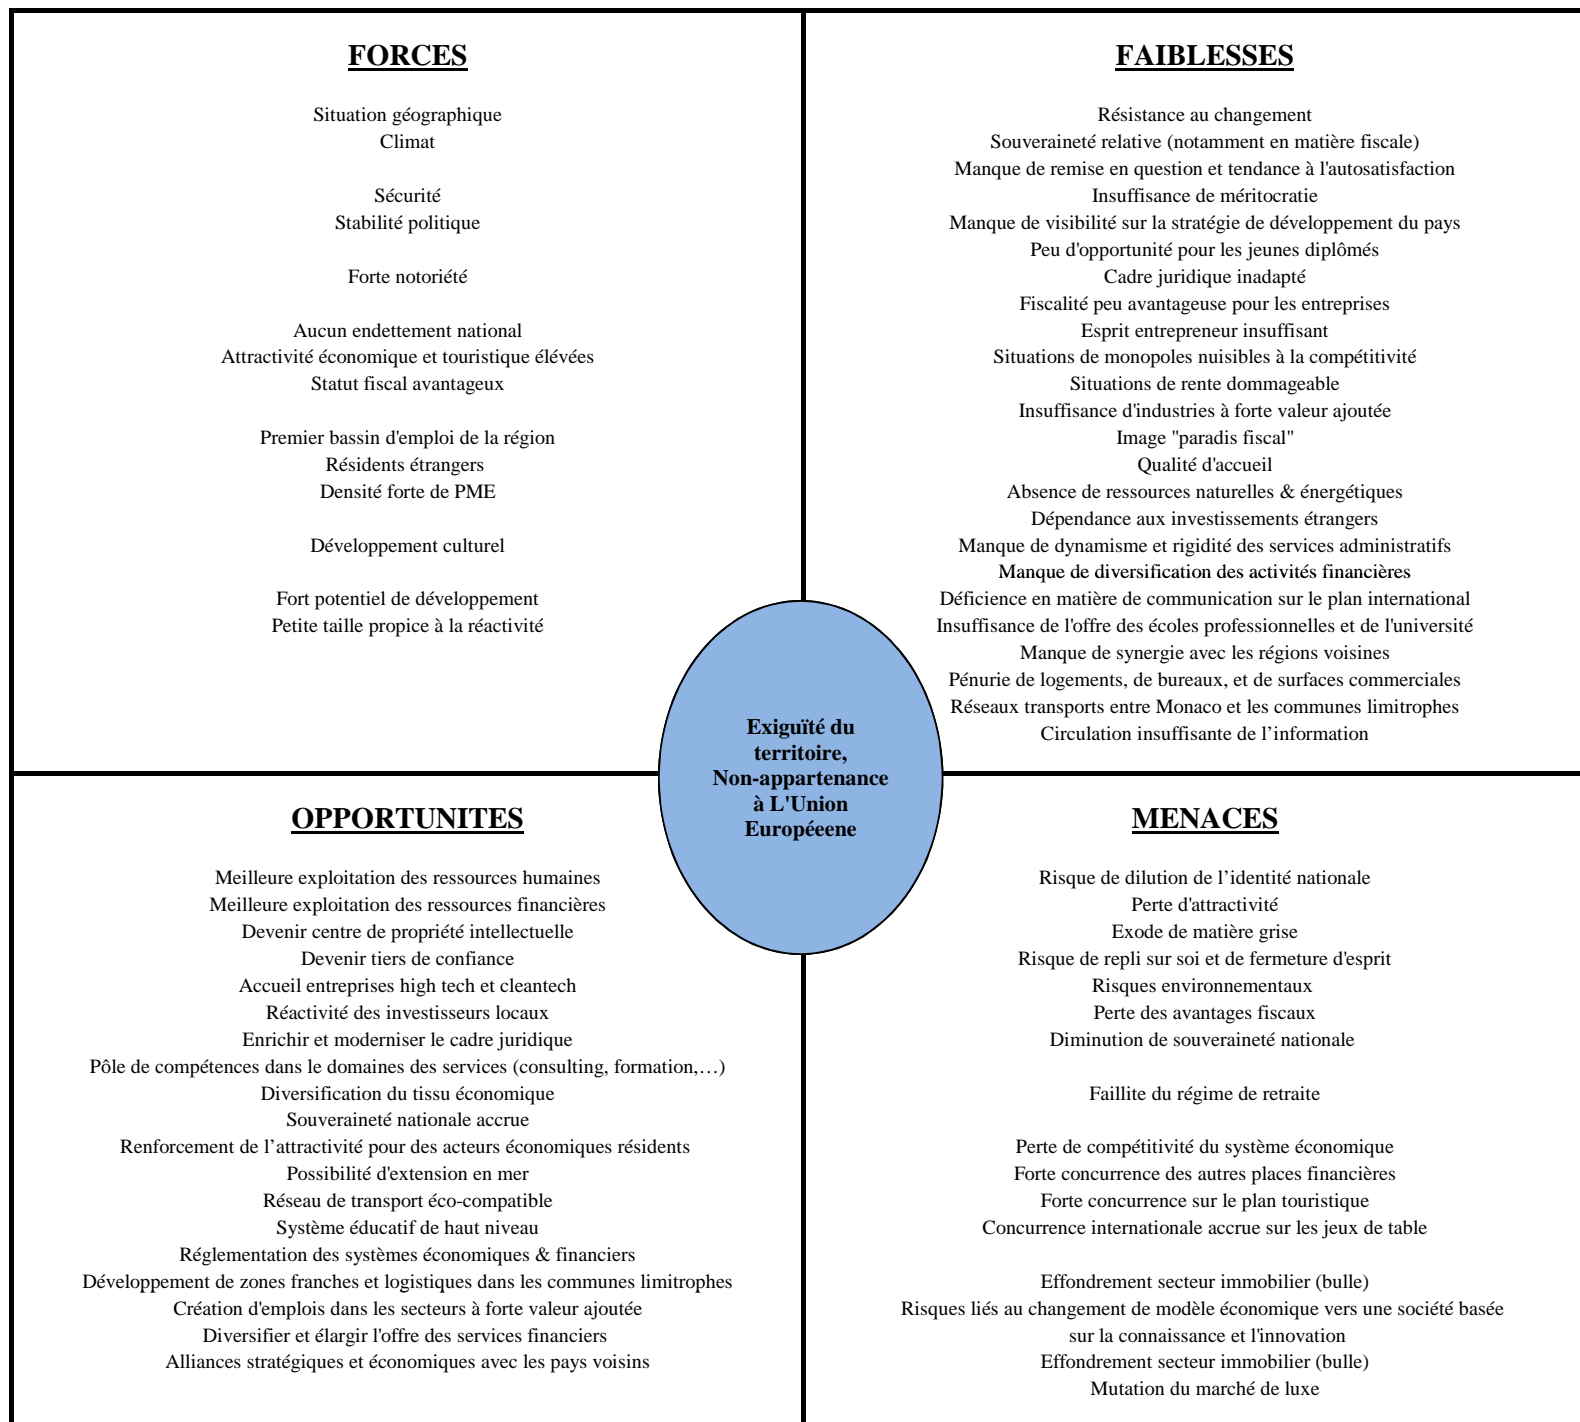 FORCES
Situation géographique
Climat
Sécurité
Stabilité politique
Forte notoriété
Aucun endettement national
Attractivité économique et touristique élévées
Statut fiscal avantageux
Premier bassin d'emploi de la région
Résidents étrangers
Densité forte de PME
Développement culturel
Fort potentiel de développement
Petite taille propice à la réactivité
FAIBLESSES
Résistance au changement
Souveraineté relative (notamment en matière fiscale)
Manque de remise en question et tendance à l'autosatisfaction
Insuffisance de méritocratie
Manque de visibilité sur la stratégie de développement du pays
Peu d'opportunité pour les jeunes diplômés
Cadre juridique inadapté
Fiscalité peu avantageuse pour les entreprises
Esprit entrepreneur insuffisant
Situations de monopoles nuisibles à la compétitivité
Situations de rente dommageable
Insuffisance d'industries à forte valeur ajoutée
Image "paradis fiscal"
Qualité d'accueil
Absence de ressources naturelles & énergétiques
Dépendance aux investissements étrangers
Manque de dynamisme et rigidité des services administratifs
Manque de diversification des activités financières
Déficience en matière de communication sur le plan international
Insuffisance de l'offre des écoles professionnelles et de l'université
Manque de synergie avec les régions voisines
Pénurie de logements, de bureaux, et de surfaces commerciales
Réseaux transports entre Monaco et les communes limitrophes
Circulation insuffisante de l’information
Exiguïté du
territoire,
Non-appartenance
à L'Union
Européeene
OPPORTUNITES
Meilleure exploitation des ressources humaines
Meilleure exploitation des ressources financières
Devenir centre de propriété intellectuelle
Devenir tiers de confiance
Accueil entreprises high tech et cleantech
Réactivité des investisseurs locaux
Enrichir et moderniser le cadre juridique
Pôle de compétences dans le domaines des services (consulting, formation,…)
Diversification du tissu économique
Souveraineté nationale accrue
Renforcement de l’attractivité pour des acteurs économiques résidents
Possibilité d'extension en mer
Réseau de transport éco-compatible
Système éducatif de haut niveau
Réglementation des systèmes économiques & financiers
Développement de zones franches et logistiques dans les communes limitrophes
Création d'emplois dans les secteurs à forte valeur ajoutée
Diversifier et élargir l'offre des services financiers
Alliances stratégiques et économiques avec les pays voisins
MENACES
Risque de dilution de l’identité nationale
Perte d'attractivité
Exode de matière grise
Risque de repli sur soi et de fermeture d'esprit
Risques environnementaux
Perte des avantages fiscaux
Diminution de souveraineté nationale
Faillite du régime de retraite
Perte de compétitivité du système économique
Forte concurrence des autres places financières
Forte concurrence sur le plan touristique
Concurrence internationale accrue sur les jeux de table
Effondrement secteur immobilier (bulle)
Risques liés au changement de modèle économique vers une société basée
sur la connaissance et l'innovation
Effondrement secteur immobilier (bulle)
Mutation du marché de luxe